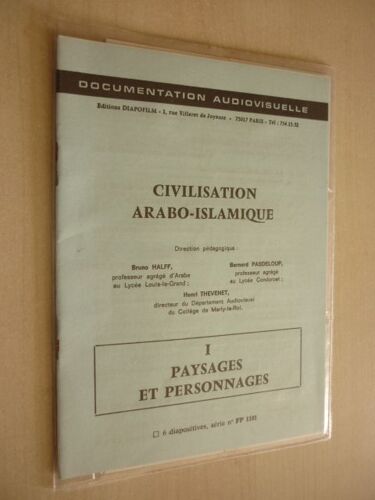 DOCUMENTATION AUDIOVISUELLE
Editions DIAPOFILM - 1, rue Villaret de Joyeuse - 75017 PARIS - Tél : 754.15.32
CIVILISATION
ARABO-ISLAMIQUE
Direction pédagogique :
Bruno HALFF,
professeur agrégé d'Arabe
au Lycée Louis-le-Grand ;
Bernard PASDELOUP,
professeur agrégé
au Lycée Condorcet ;
Henri THEVENET,
directeur du Département Audiovisuel
du Collège de Marly-le-Roi.
I
PAYSAGES
ET PERSONNAGES
6 diapositives, série n° FP 1101